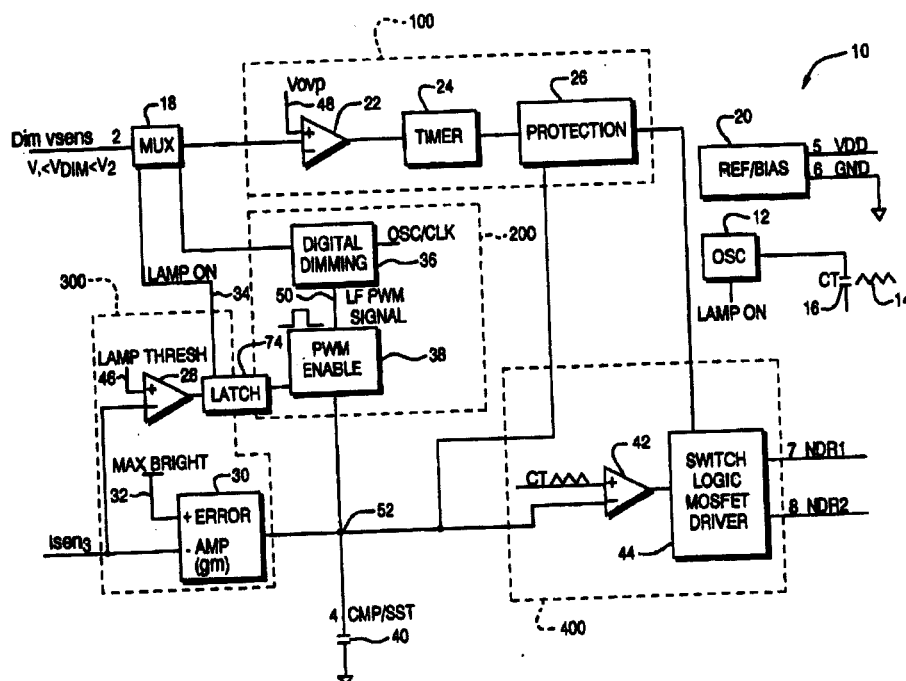 100
10
Vovp
48
22
24
TIMER
26
PROTECTION
18
Dim vsens 2
MUX
V,<VDIM<V2
20
REF/BIAS
5 VDD
6 GND
12
OSC
CT
16
14
LAMP ON
DIGITAL
DIMMING
OSC/CLK
200
36
LAMP ON
300
34
50
LF PWM
SIGNAL
74
PWM
ENABLE
38
LAMP THRESH
46
28
LATCH
MAX BRIGHT
32
30
+ ERROR
- AMP
(gm)
Isen3
52
4 CMP/SST
40
CT
42
SWITCH
LOGIC
MOSFET
DRIVER
44
7 NDR1
8 NDR2
400